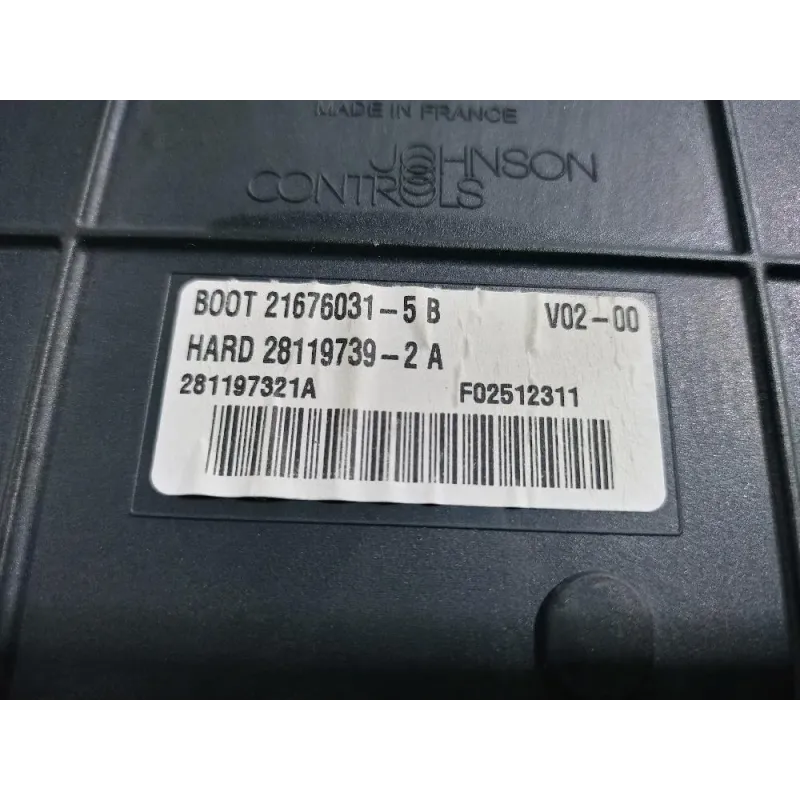 MADE IN FRANCE
JOHNSON
CONTROLS
BOOT 21676031-5 B V02-00
HARD 28119739-2 A
281197321A F02512311